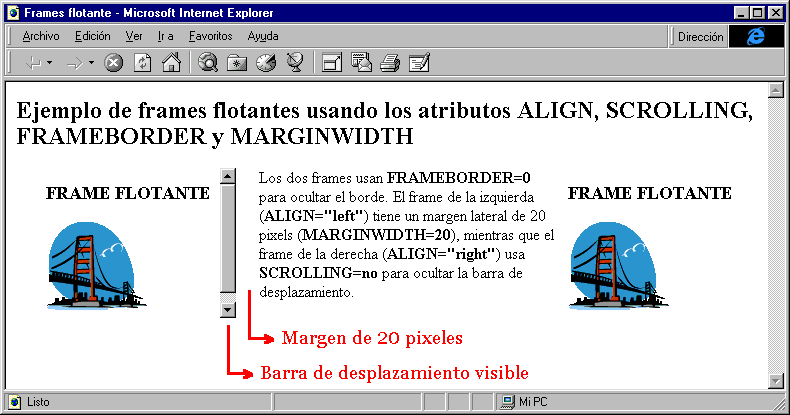 Frames flotante - Microsoft Internet Explorer
Archivo Edición Ver Ir a Favoritos Ayuda
Dirección
Ejemplo de frames flotantes usando los atributos ALIGN, SCROLLING,
FRAMEBORDER y MARGINWIDTH
FRAME FLOTANTE
Los dos frames usan FRAMEBORDER=0
para ocultar el borde. El frame de la izquierda
(ALIGN="left") tiene un margen lateral de 20
pixels (MARGINWIDTH=20), mientras que el
frame de la derecha (ALIGN="right") usa
SCROLLING=no para ocultar la barra de
desplazamiento.
FRAME FLOTANTE
Margen de 20 pixeles
Barra de desplazamiento visible
Listo
Mi PC